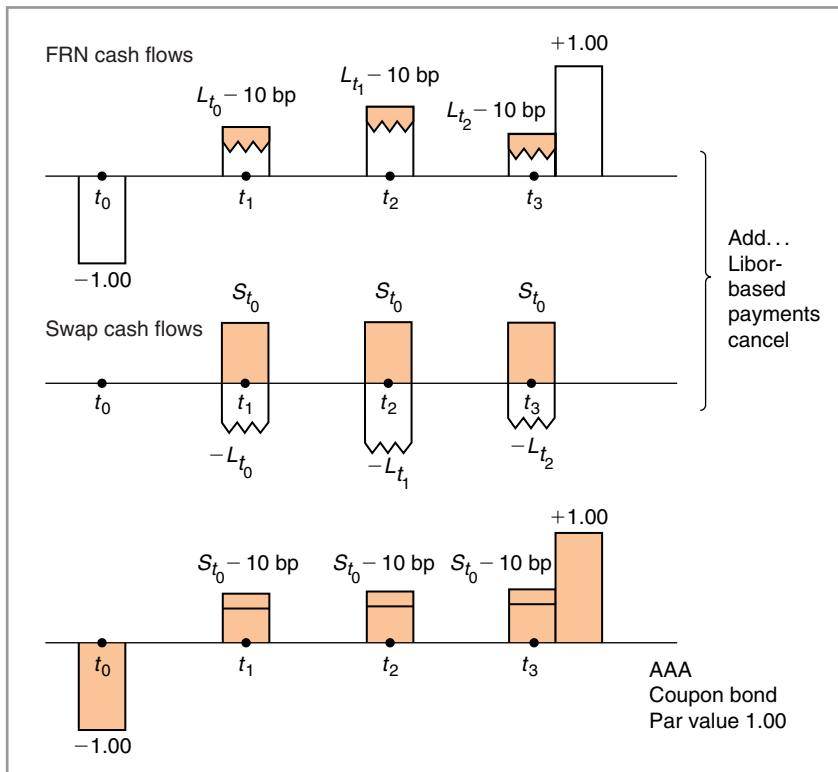 FRN cash flows
+1.00
L_{t_0} − 10 bp
L_{t_1} − 10 bp
L_{t_2} − 10 bp
t_0
t_1
t_2
t_3
−1.00
Add...
Libor-
based
payments
cancel
Swap cash flows
S_{t_0}
S_{t_0}
S_{t_0}
t_0
t_1
t_2
t_3
−L_{t_0}
−L_{t_1}
−L_{t_2}
+1.00
S_{t_0} − 10 bp
S_{t_0} − 10 bp
S_{t_0} − 10 bp
t_0
t_1
t_2
t_3
−1.00
AAA
Coupon bond
Par value 1.00